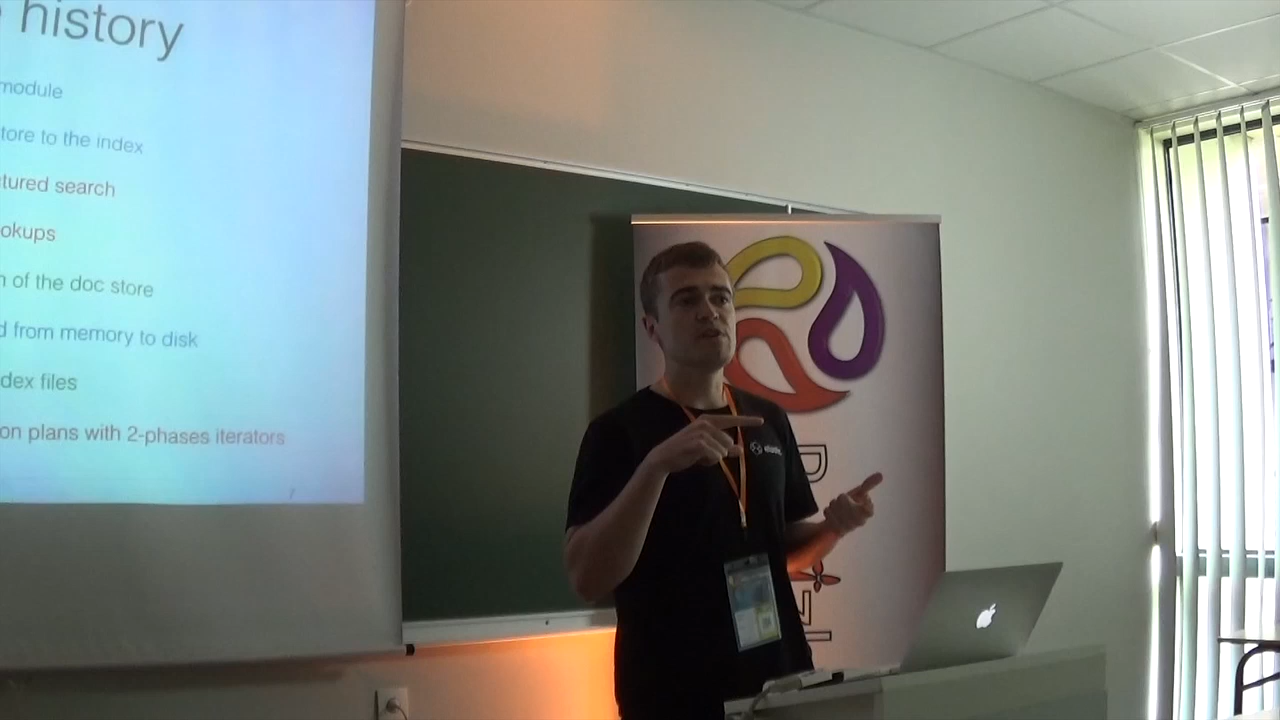 history
module
tore to the index
tured search
okups
n of the doc store
d from memory to disk
dex files
on plans with 2-phases iterators
elastic